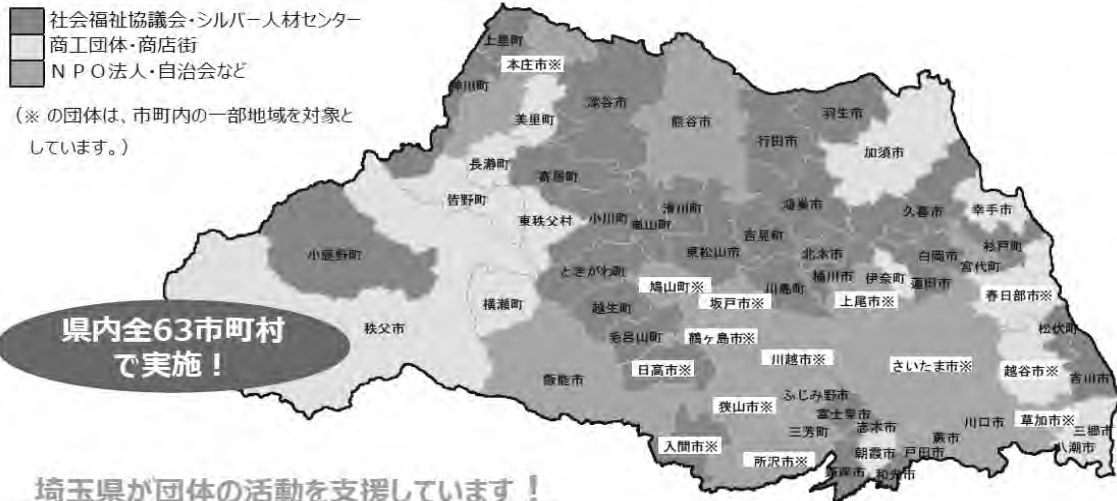 社会福祉協議会・シルバー人材センター
商工団体・商店街
ＮＰＯ法人・自治会など
（※ の団体は、市町内の一部地域を対象と
しています。）
上里町
本庄市※
神川町
美里町
深谷市
熊谷市
行田市
羽生市
加須市
長瀞町
皆野町
寄居町
東秩父村
小川町
嵐山町
滑川町
鴻巣市
久喜市
幸手市
小鹿野町
東松山市
吉見町
北本市
白岡市
杉戸町
宮代町
ときがわ町
鳩山町※
坂戸市※
川島町
桶川市
伊奈町
上尾市※
蓮田市
春日部市※
横瀬町
越生町
秩父市
毛呂山町
鶴ヶ島市※
松伏町
県内全63市町村
で実施！
飯能市
日高市※
川越市※
さいたま市※
越谷市※
吉川市
狭山市※
ふじみ野市
富士見市
三芳町
志木市
川口市
草加市※
三郷市
八潮市
入間市※
所沢市※
朝霞市
戸田市
蕨市
新座市
和光市
埼玉県が団体の活動を支援しています！